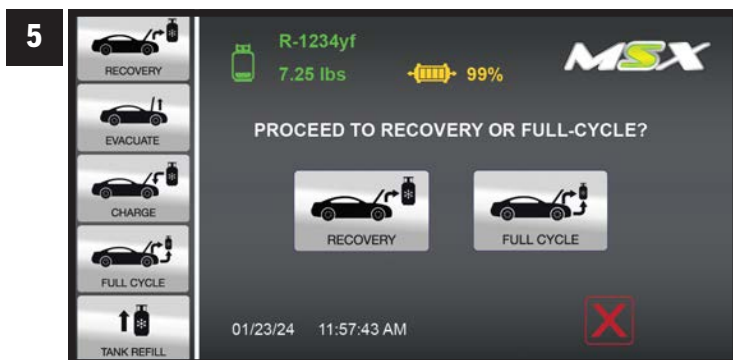 5
RECOVERY
EVACUATE
CHARGE
FULL CYCLE
TANK REFILL
R-1234yf
7.25 lbs
99%
MSX
PROCEED TO RECOVERY OR FULL-CYCLE?
RECOVERY
FULL CYCLE
01/23/24 11:57:43 AM